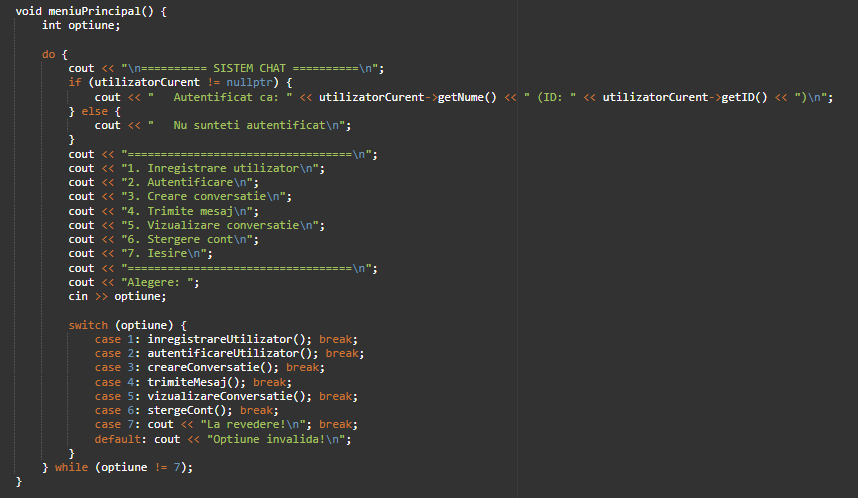 void meniuPrincipal() {
    int optiune;

    do {
        cout << "\n========== SISTEM CHAT ==========\n";
        if (utilizatorCurent != nullptr) {
            cout << "   Autentificat ca: " << utilizatorCurent->getNume() << " (ID: " << utilizatorCurent->getID() << ")\n";
        } else {
            cout << "   Nu sunteti autentificat\n";
        }
        cout << "==================================\n";
        cout << "1. Inregistrare utilizator\n";
        cout << "2. Autentificare\n";
        cout << "3. Creare conversatie\n";
        cout << "4. Trimite mesaj\n";
        cout << "5. Vizualizare conversatie\n";
        cout << "6. Stergere cont\n";
        cout << "7. Iesire\n";
        cout << "==================================\n";
        cout << "Alegere: ";
        cin >> optiune;

        switch (optiune) {
            case 1: inregistrareUtilizator(); break;
            case 2: autentificareUtilizator(); break;
            case 3: creareConversatie(); break;
            case 4: trimiteMesaj(); break;
            case 5: vizualizareConversatie(); break;
            case 6: stergeCont(); break;
            case 7: cout << "La revedere!\n"; break;
            default: cout << "Optiune invalida!\n";
        }
    } while (optiune != 7);
}